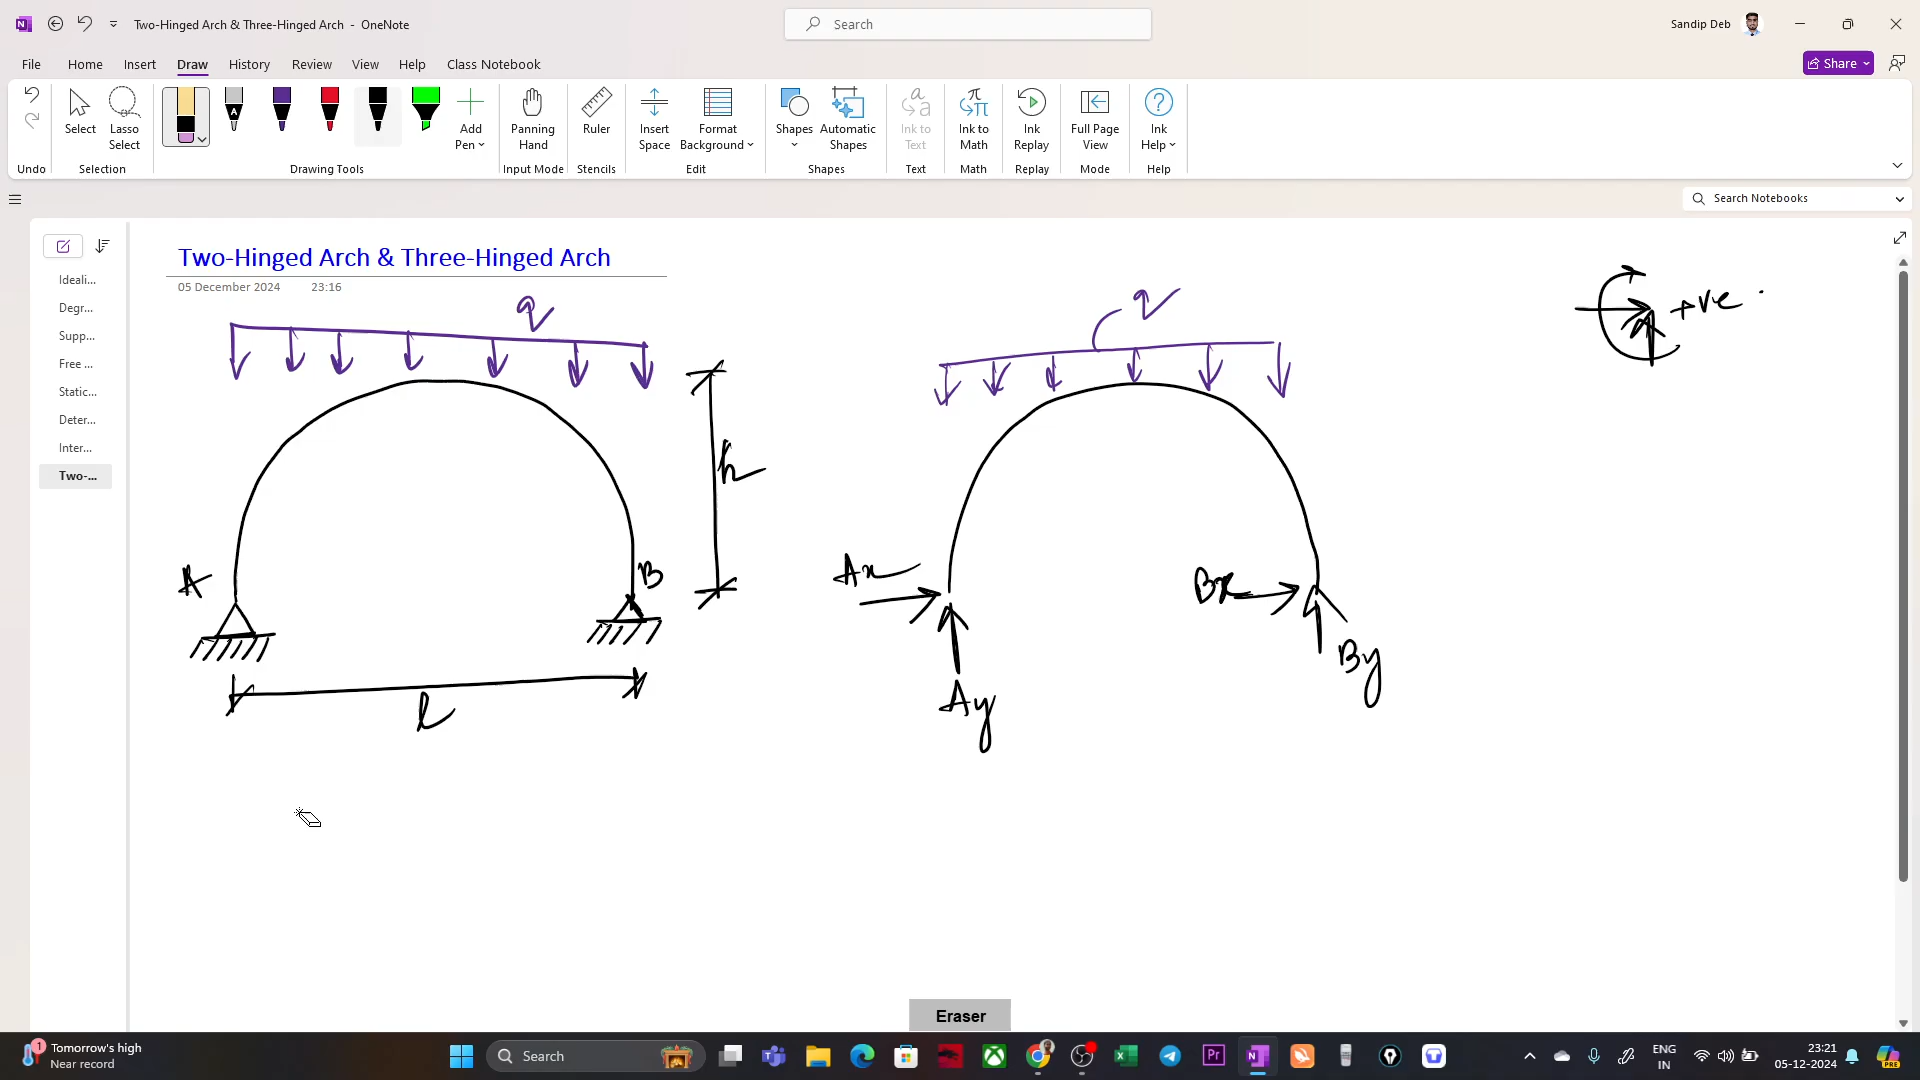 Two-Hinged Arch & Three-Hinged Arch - OneNote
Search
Sandip Deb
File Home Insert Draw History Review View Help Class Notebook
Share
Select
Lasso Select
Add Pen
Panning Hand
Ruler
Insert Space
Format Background
Shapes
Automatic Shapes
Ink to Text
Ink to Math
Ink Replay
Full Page View
Ink Help
Undo Selection Drawing Tools Input Mode Stencils Edit Shapes Text Math Replay Mode Help
Search Notebooks
Ideali...
Degr...
Supp...
Free ...
Static...
Deter...
Inter...
Two-...
Two-Hinged Arch & Three-Hinged Arch
05 December 2024 23:16
q
q
+ve
h
A
B
Ax
Bx
By
Ay
l
Eraser
1
Tomorrow's high
Near record
Search
ENG
IN
23:21
05-12-2024